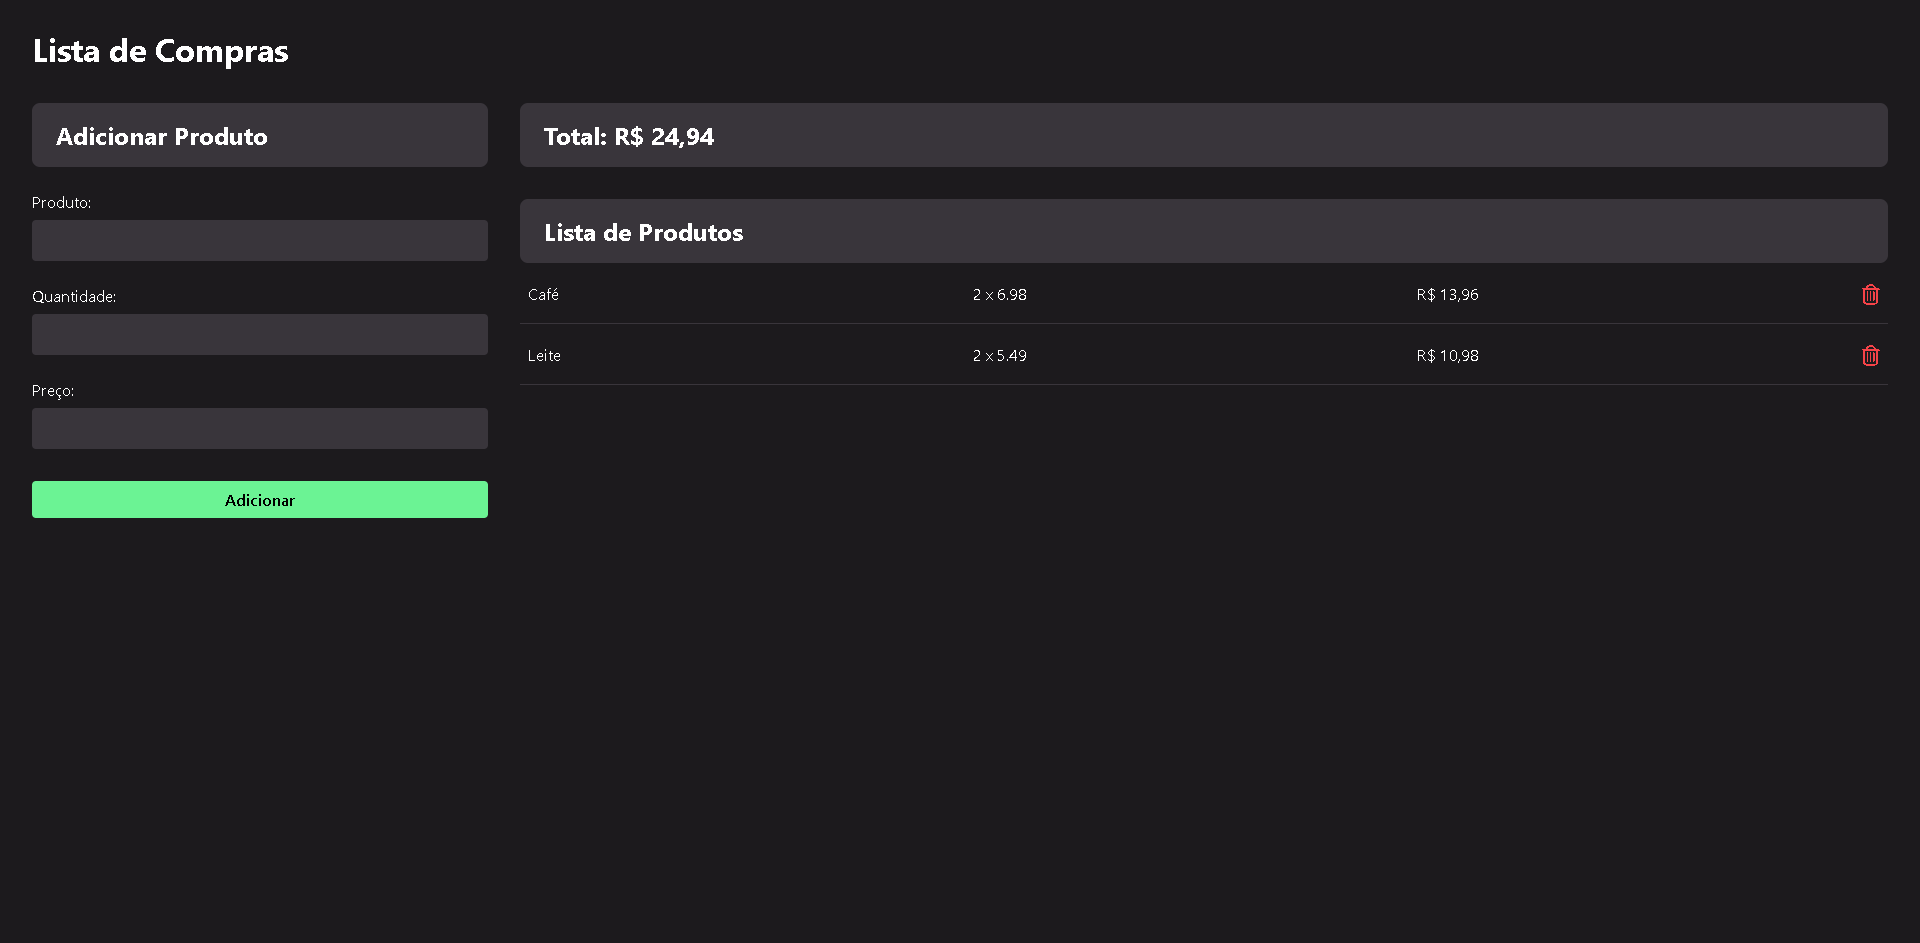 Lista de Compras
Adicionar Produto
Produto:
Quantidade:
Preço:
Adicionar
Total: R$ 24,94
Lista de Produtos
Café 2 x 6.98 R$ 13,96
Leite 2 x 5.49 R$ 10,98